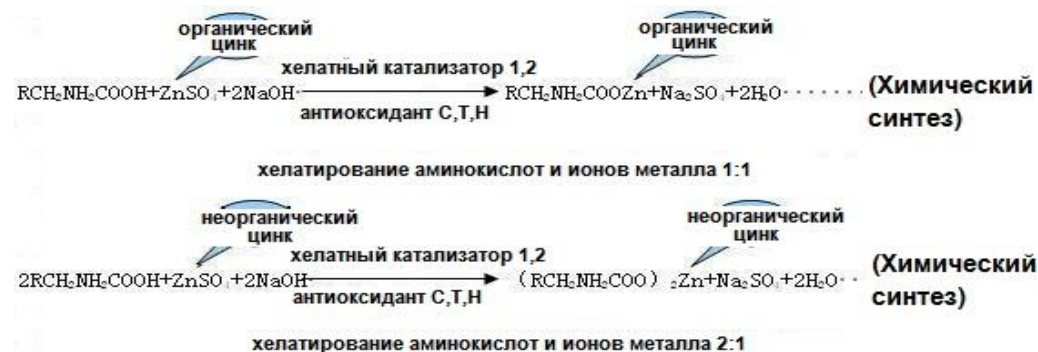 органический
цинк
органический
цинк
хелатный катализатор 1,2
RCH₂NH₂COOH+ZnSO₄+2NaOH
RCH₂NH₂COOZn+Na₂SO₄+2H₂O
(Химический
синтез)
антиоксидант С,Т,Н
хелатирование аминокислот и ионов металла 1:1
неорганический
цинк
неорганический
цинк
хелатный катализатор 1,2
2RCH₂NH₂COOH+ZnSO₄+2NaOH
(RCH₂NH₂COO) ₂Zn+Na₂SO₄+2H₂O
(Химический
синтез)
антиоксидант С,Т,Н
хелатирование аминокислот и ионов металла 2:1